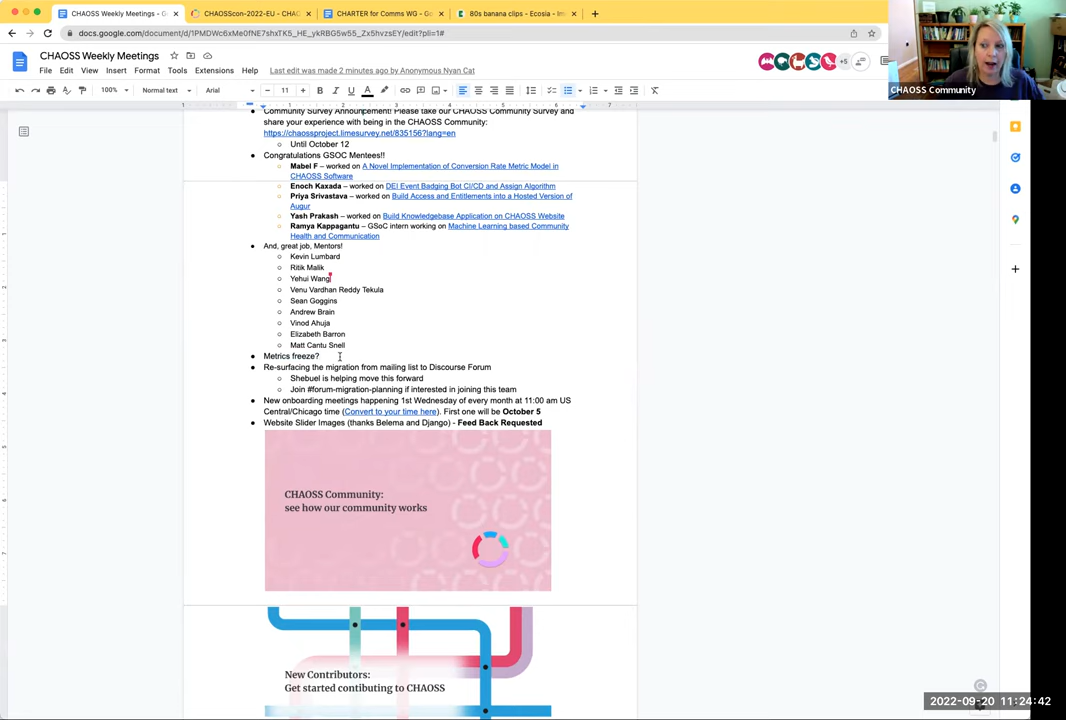 CHAOSS Weekly Meetings - G
CHAOSScon-2022-EU - CHAO
CHARTER for Comms WG - Go
80s banana clips - Ecosia - Im
docs.google.com/document/d/1PMDWc6xMe0fNE7shxTK5_HE_ykRBG5w55_Zx5hvzsEY/edit?pli=1#
CHAOSS Weekly Meetings
File Edit View Insert Format Tools Extensions Help Last edit was made 2 minutes ago by Anonymous Nyan Cat
+5
100% Normal text Arial 11
CHAOSS Community
Community Survey Announcement! Please take our CHAOSS Community Survey and
share your experience with being in the CHAOSS Community:
https://chaossproject.limesurvey.net/835156?lang=en
Until October 12
Congratulations GSOC Mentees!!
Mabel F – worked on A Novel Implementation of Conversion Rate Metric Model in
CHAOSS Software
Enoch Kaxada – worked on DEI Event Badging Bot CI/CD and Assign Algorithm
Priya Srivastava – worked on Build Access and Entitlements into a Hosted Version of
Augur
Yash Prakash – worked on Build Knowledgebase Application on CHAOSS Website
Ramya Kappagantu – GSoC intern working on Machine Learning based Community
Health and Communication
And, great job, Mentors!
Kevin Lumbard
Ritik Malik
Yehui Wang
Venu Vardhan Reddy Tekula
Sean Goggins
Andrew Brain
Vinod Ahuja
Elizabeth Barron
Matt Cantu Snell
Metrics freeze?
Re-surfacing the migration from mailing list to Discourse Forum
Shebuel is helping move this forward
Join #forum-migration-planning if interested in joining this team
New onboarding meetings happening 1st Wednesday of every month at 11:00 am US
Central/Chicago time (Convert to your time here). First one will be October 5
Website Slider Images (thanks Belema and Django) - Feed Back Requested
CHAOSS Community:
see how our community works
New Contributors:
Get started contibuting to CHAOSS
2022-09-20 11:24:42